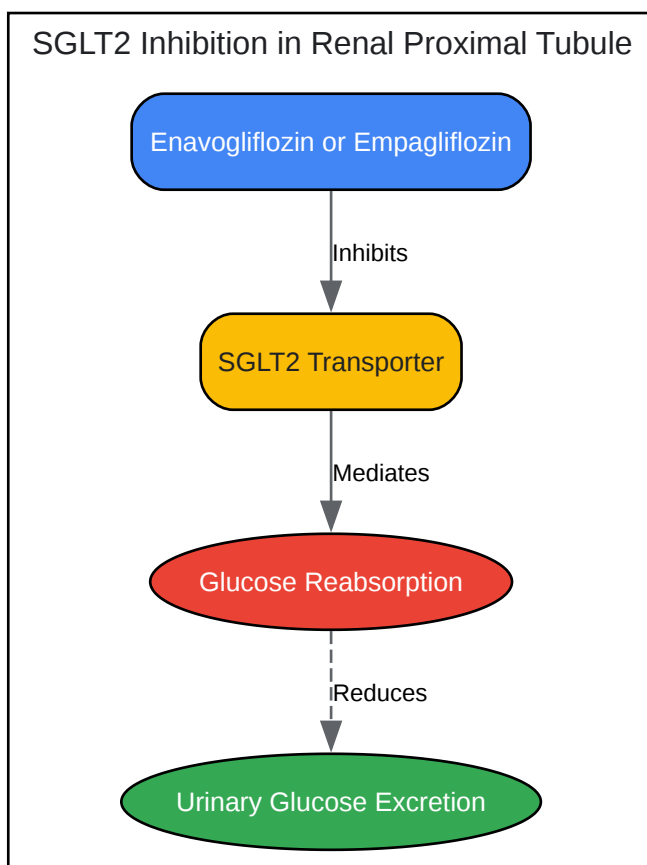 SGLT2 Inhibition in Renal Proximal Tubule
Enavogliflozin or Empagliflozin
Inhibits
SGLT2 Transporter
Mediates
Glucose Reabsorption
Reduces
Urinary Glucose Excretion